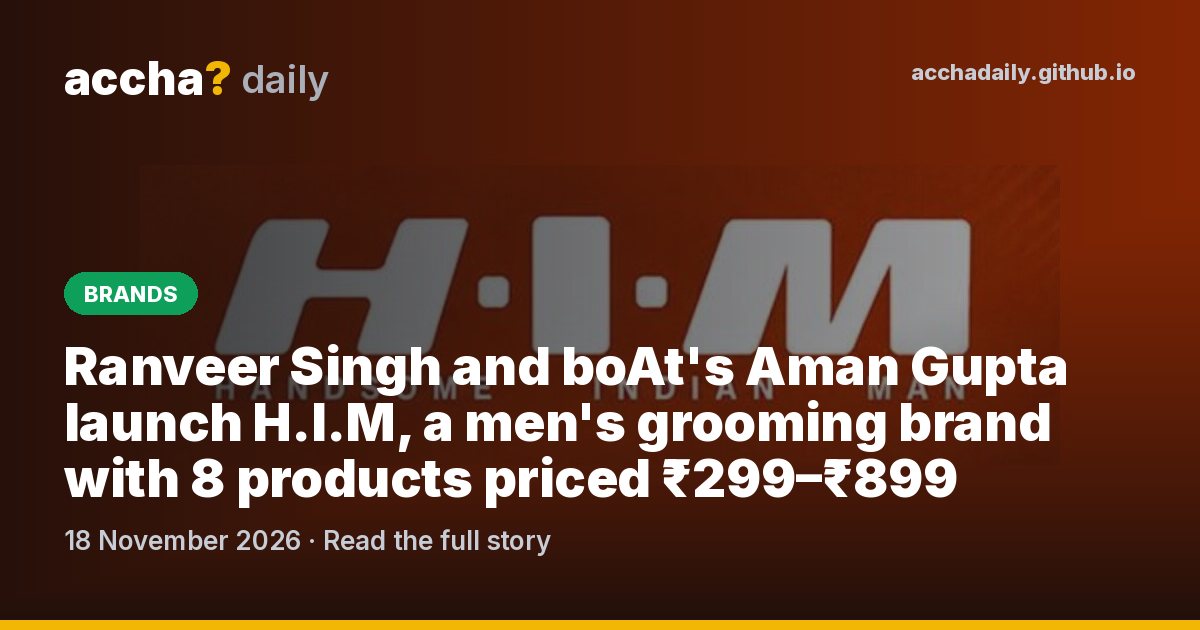 accha? daily
acchadaily.github.io
H·I·M
HANDSOME INDIAN MAN
BRANDS
Ranveer Singh and boAt's Aman Gupta
launch H.I.M, a men's grooming brand
with 8 products priced ₹299–₹899
18 November 2026 · Read the full story